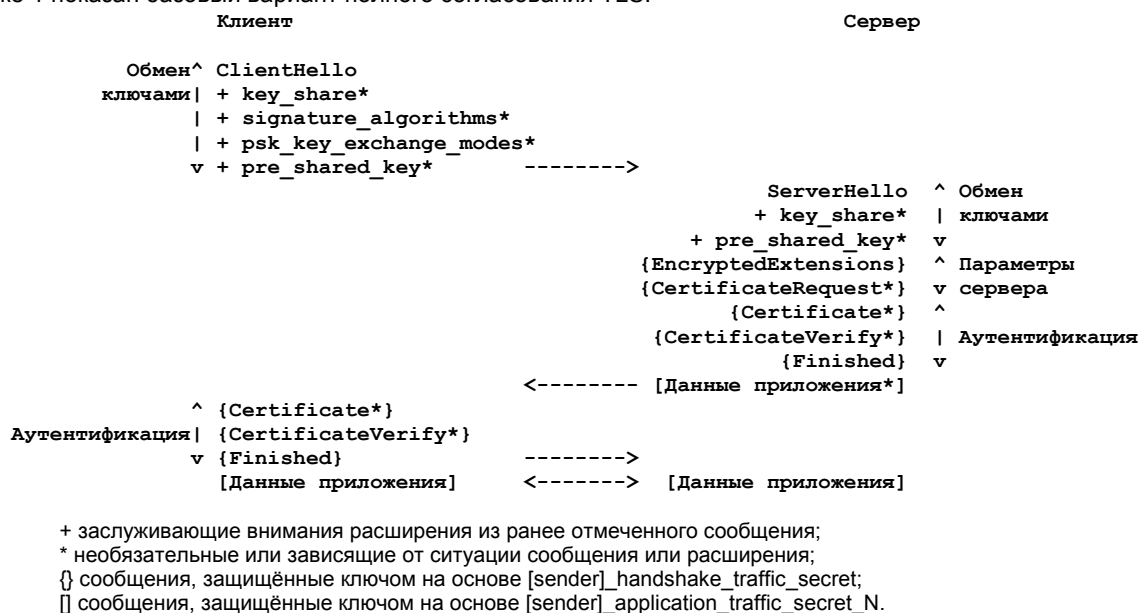 показан базовый вариант полного согласования TLS.
Клиент Сервер
Обмен^ ClientHello
ключами| + key_share*
| + signature_algorithms*
| + psk_key_exchange_modes*
v + pre_shared_key* -------->
ServerHello ^ Обмен
+ key_share* | ключами
+ pre_shared_key* v
{EncryptedExtensions} ^ Параметры
{CertificateRequest*} v сервера
{Certificate*} ^
{CertificateVerify*} | Аутентификация
{Finished} v
<-------- [Данные приложения*]
^ {Certificate*}
Аутентификация| {CertificateVerify*}
v {Finished} -------->
[Данные приложения] <-------> [Данные приложения]
+ заслуживающие внимания расширения из ранее отмеченного сообщения;
* необязательные или зависящие от ситуации сообщения или расширения;
{} сообщения, защищённые ключом на основе [sender]_handshake_traffic_secret;
[] сообщения, защищённые ключом на основе [sender]_application_traffic_secret_N.